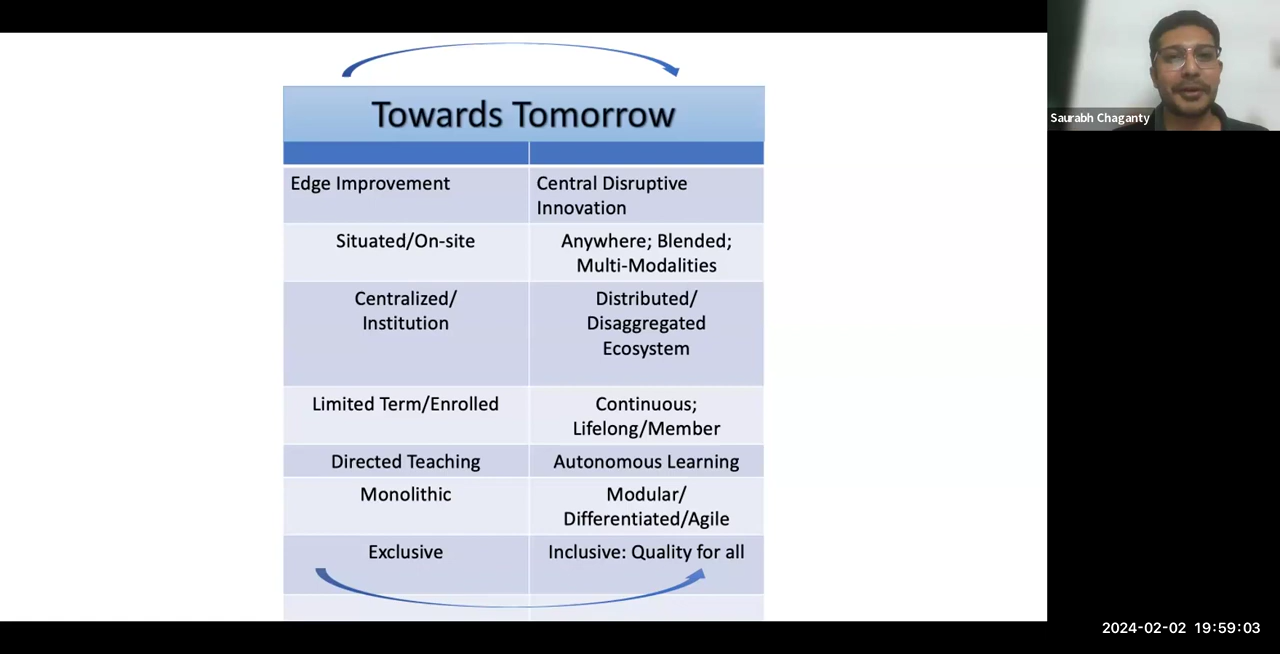 Towards Tomorrow
Edge Improvement
Central Disruptive
Innovation
Situated/On-site
Anywhere; Blended;
Multi-Modalities
Centralized/
Institution
Distributed/
Disaggregated
Ecosystem
Limited Term/Enrolled
Continuous;
Lifelong/Member
Directed Teaching
Autonomous Learning
Monolithic
Modular/
Differentiated/Agile
Exclusive
Inclusive: Quality for all
Saurabh Chaganty
2024-02-02 19:59:03